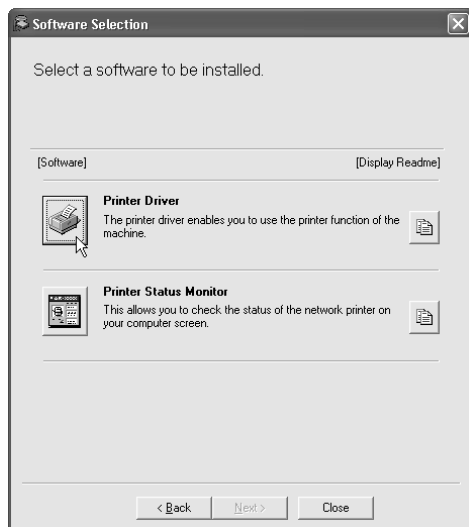 Software Selection
Select a software to be installed.
[Software] [Display Readme]
Printer Driver
The printer driver enables you to use the printer function of the
machine.
Printer Status Monitor
This allows you to check the status of the network printer on
your computer screen.
< Back Next > Close